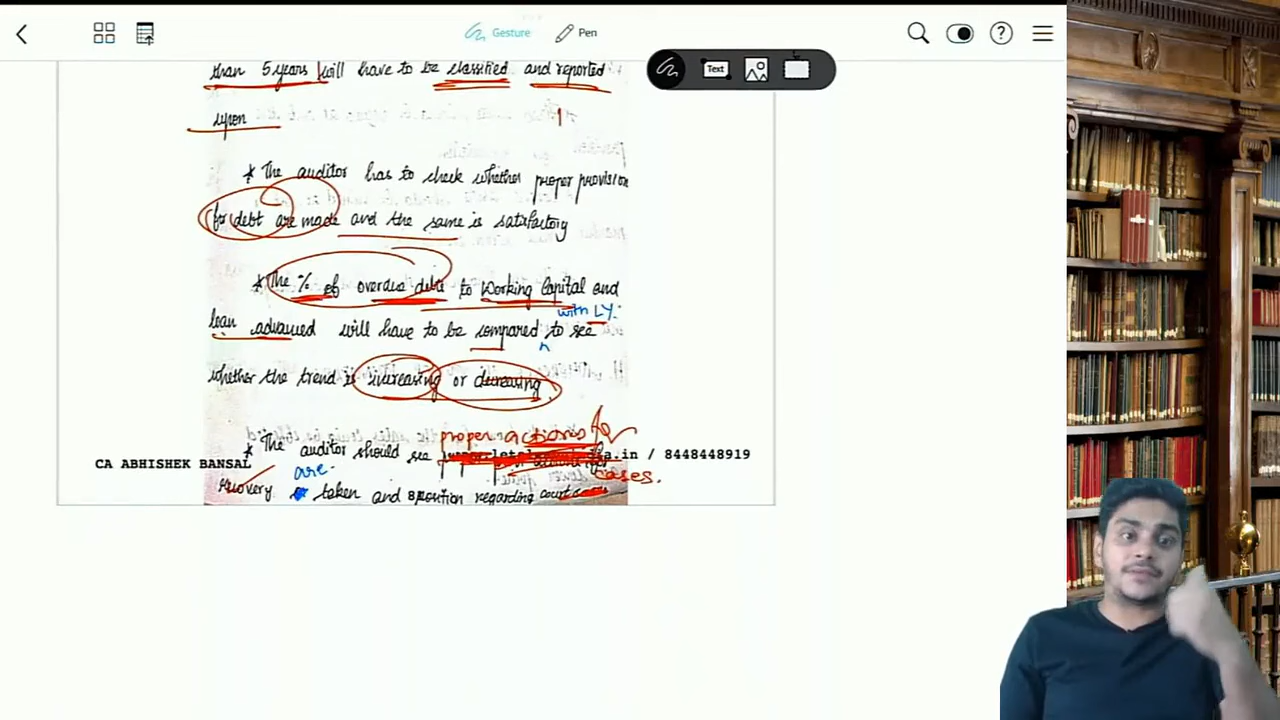 Gesture
Pen
Text
than 5 years will have to be classified and reported
upon
* The auditor has to check whether proper provision
for debt are made and the same is satisfactory
* The % of overdue debt to working capital and
with LY.
loan advanced will have to be compared to see
whether the trend is increasing or decreasing.
proper actions for
* The auditor should see
CA ABHISHEK BANSAL
.in / 8448448919
cases.
are
recovery taken and position regarding court